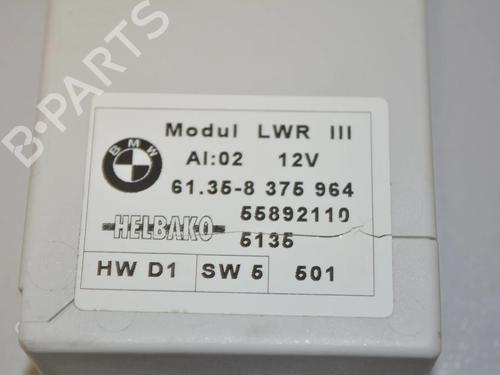 B-PARTS
BMW
Modul LWR III
AI:02 12V
61.35-8 375 964
55892110
HELBAKO 5135
HW D1 SW 5 501